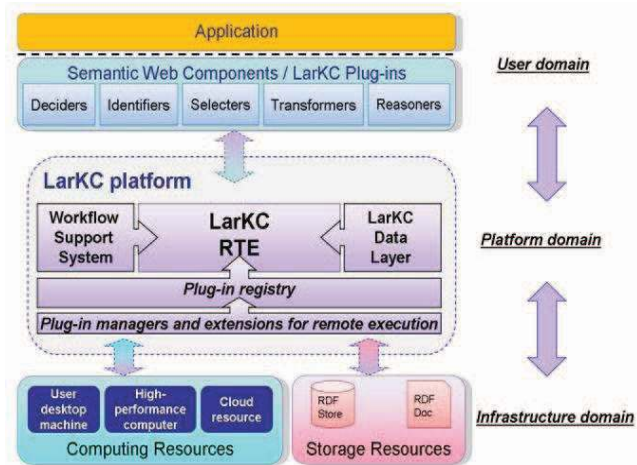 Application
Semantic Web Components / LarKC Plug-ins
Deciders Identifiers Selecters Transformers Reasoners
User domain
LarKC platform
Workflow
Support
System
LarKC
RTE
LarKC
Data
Layer
Platform domain
Plug-in registry
Plug-in managers and extensions for remote execution
User
desktop
machine
High-
performance
computer
Cloud
resource
Computing Resources
RDF
Store
RDF
Doc
Storage Resources
Infrastructure domain